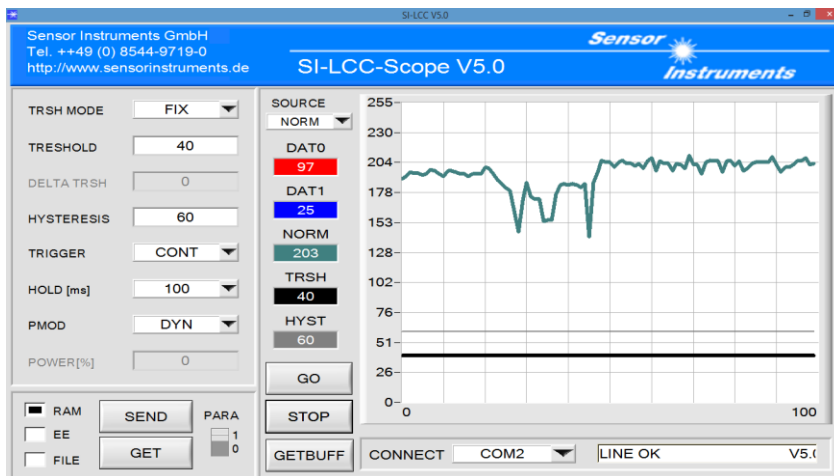 SI-LCC V5.0
Sensor Instruments GmbH
Tel. ++49 (0) 8544-9719-0
http://www.sensorinstruments.de
SI-LCC-Scope V5.0
Sensor
Instruments
TRSH MODE FIX
TRESHOLD 40
DELTA TRSH 0
HYSTERESIS 60
TRIGGER CONT
HOLD [ms] 100
PMOD DYN
POWER[%] 0
RAM
EE
FILE
SEND
GET
PARA
1
0
SOURCE
NORM
DAT0
97
DAT1
25
NORM
203
TRSH
40
HYST
60
GO
STOP
GETBUFF
255
230
204
178
153
128
102
76
51
26
0
0 100
CONNECT COM2 LINE OK V5.(